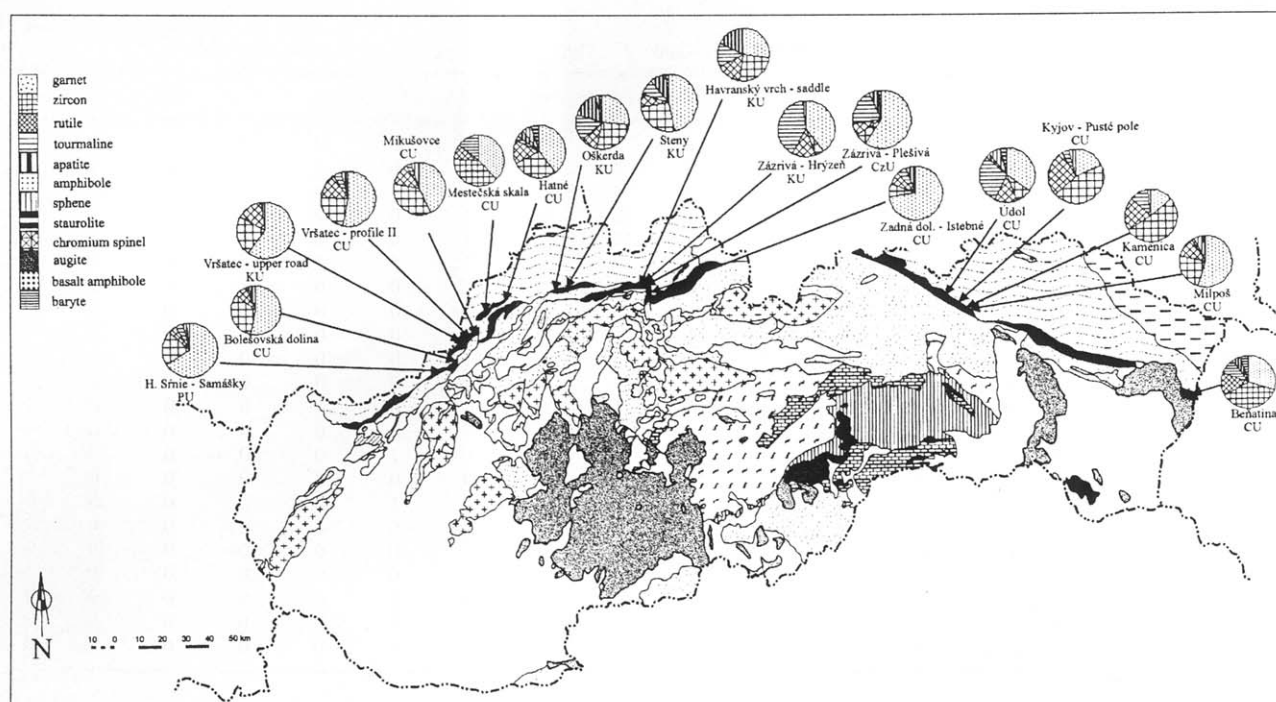 garnet
zircon
rutile
tourmaline
apatite
amphibole
sphene
staurolite
chromium spinel
augite
basalt amphibole
baryte
Havranský vrch - saddle
KU
Steny
KU
Oškerda
KU
Hatné
CU
Mestečská skala
CU
Mikušovce
CU
Vršatec - profile II
CU
Vršatec - upper road
KU
Bolešovská dolina
CU
H. Sŕnie - Samášky
PU
Zázrivá - Hrýzeň
KU
Zázrivá - Plešivá
CzU
Zadná dol. - Istebné
CU
Údol
CU
Kyjov - Pusté pole
CU
Kamenica
CU
Milpoš
CU
Beňatina
CU
N
10 0 10 20 30 40 50 km